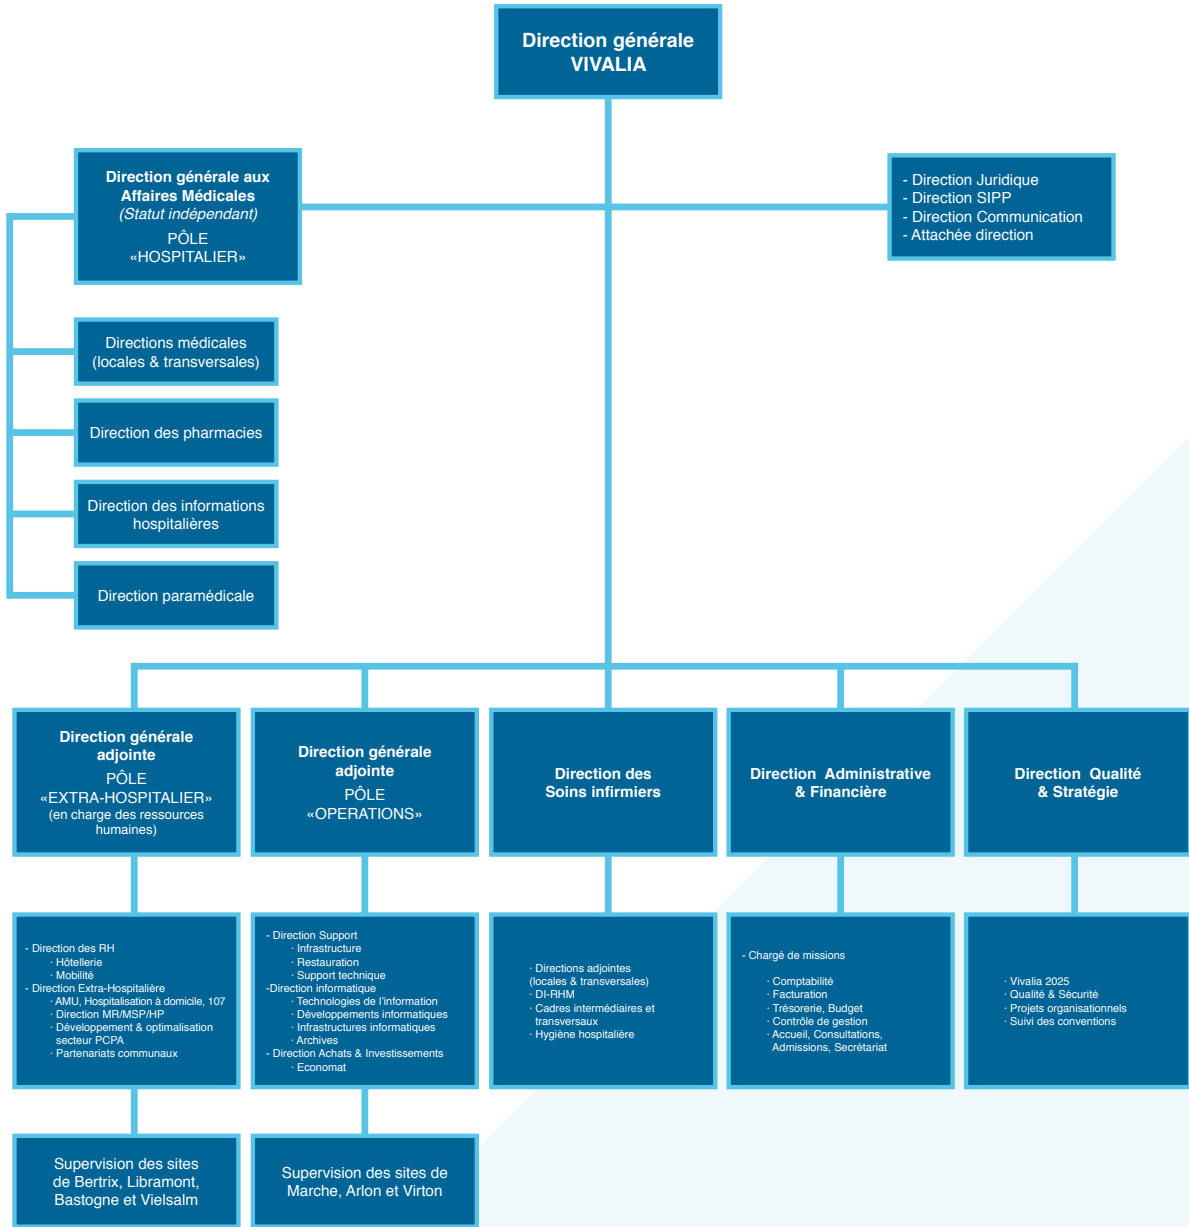 Direction générale
VIVALIA
Direction générale aux
Affaires Médicales
(Statut indépendant)
PÔLE
«HOSPITALIER»
- Direction Juridique
- Direction SIPP
- Direction Communication
- Attachée direction
Directions médicales
(locales & transversales)
Direction des pharmacies
Direction des informations
hospitalières
Direction paramédicale
Direction générale
adjointe
PÔLE
«EXTRA-HOSPITALIER»
(en charge des ressources
humaines)
Direction générale
adjointe
PÔLE
«OPERATIONS»
Direction des
Soins infirmiers
Direction Administrative
& Financière
Direction Qualité
& Stratégie
- Direction des RH
· Hôtellerie
· Mobilité
- Direction Extra-Hospitalière
· AMU, Hospitalisation à domicile, 107
· Direction MR/MSP/HP
· Développement & optimalisation
secteur PCPA
· Partenariats communaux
- Direction Support
· Infrastructure
· Restauration
· Support technique
-Direction informatique
· Technologies de l'information
· Développements informatiques
· Infrastructures informatiques
· Archives
- Direction Achats & Investissements
· Economat
· Directions adjointes
(locales & transversales)
· DI-RHM
· Cadres intermédiaires et
transversaux
· Hygiène hospitalière
- Chargé de missions
· Comptabilité
· Facturation
· Trésorerie, Budget
· Contrôle de gestion
· Accueil, Consultations,
Admissions, Secrétariat
· Vivalia 2025
· Qualité & Sécurité
· Projets organisationnels
· Suivi des conventions
Supervision des sites
de Bertrix, Libramont,
Bastogne et Vielsalm
Supervision des sites de
Marche, Arlon et Virton